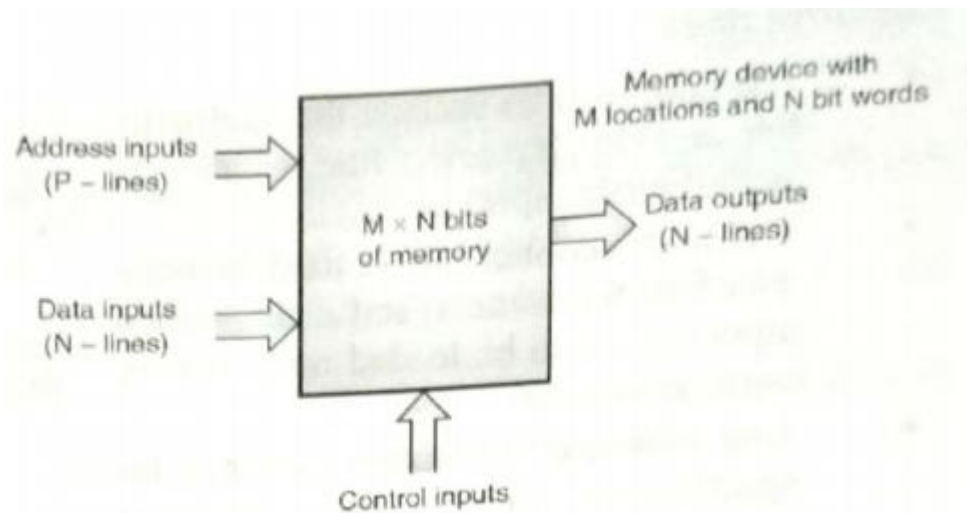 Memory device with
M locations and N bit words
Address inputs
(P – lines)
M × N bits
of memory
Data outputs
(N – lines)
Data inputs
(N – lines)
Control inputs